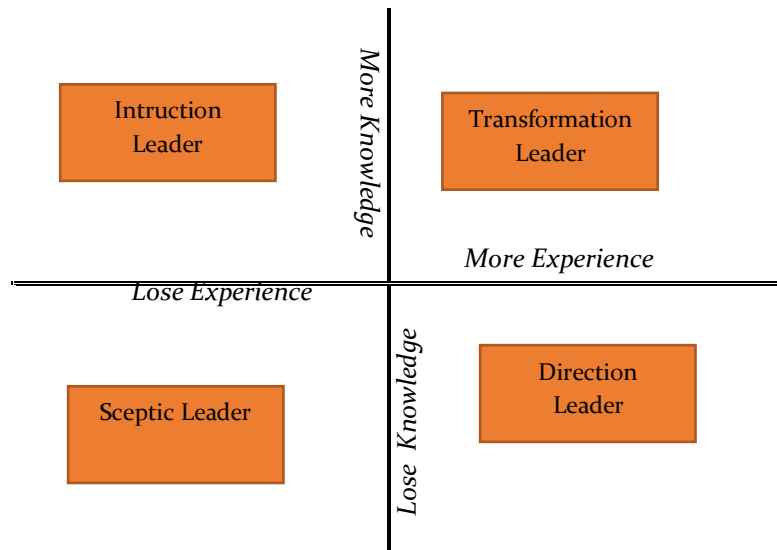 More Knowledge
Intruction
Leader
Transformation
Leader
More Experience
Lose Experience
Lose Knowledge
Sceptic Leader
Direction
Leader